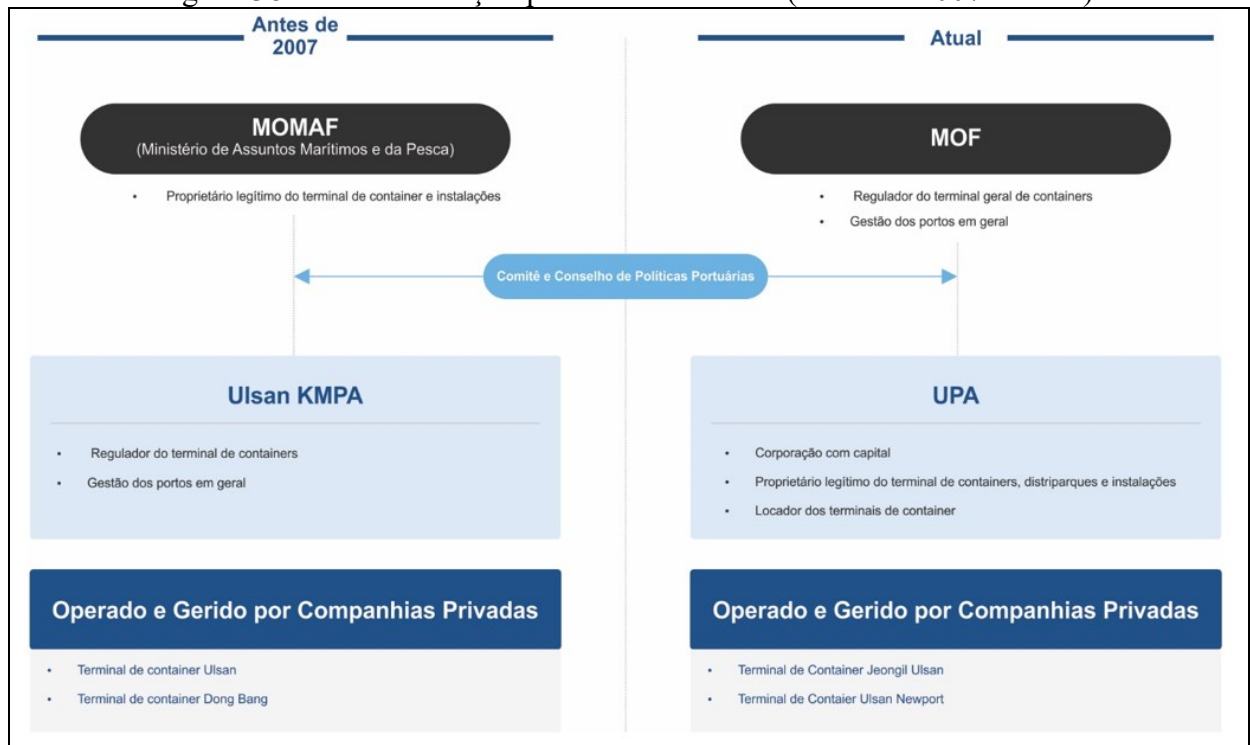 Antes de
2007
Atual
MOMAF
(Ministério de Assuntos Marítimos e da Pesca)
• Proprietário legítimo do terminal de container e instalações
MOF
• Regulador do terminal geral de containers
• Gestão dos portos em geral
Comitê e Conselho de Políticas Portuárias
Ulsan KMPA
• Regulador do terminal de containers
• Gestão dos portos em geral
UPA
• Corporação com capital
• Proprietário legítimo do terminal de containers, distriparques e instalações
• Locador dos terminais de container
Operado e Gerido por Companhias Privadas
• Terminal de container Ulsan
• Terminal de container Dong Bang
Operado e Gerido por Companhias Privadas
• Terminal de Container Jeongil Ulsan
• Terminal de Contaier Ulsan Newport